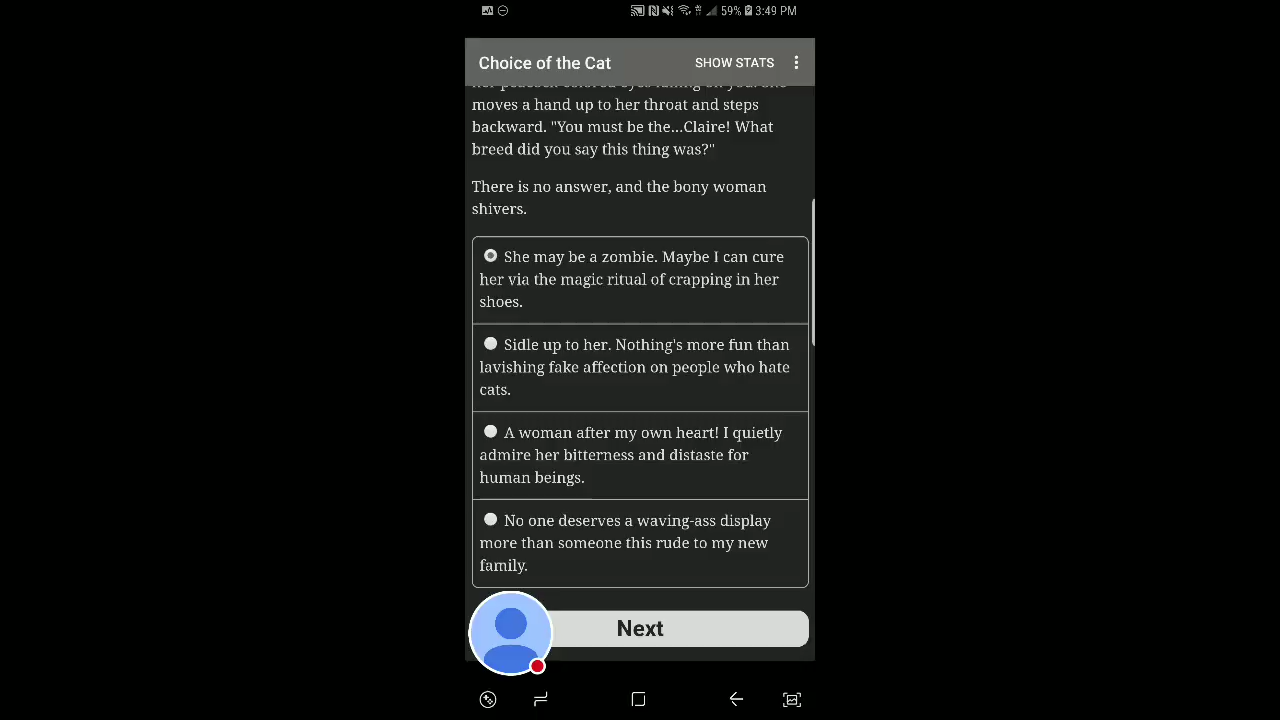 59% 3:49 PM
Choice of the Cat SHOW STATS
moves a hand up to her throat and steps
backward. "You must be the...Claire! What
breed did you say this thing was?"
There is no answer, and the bony woman
shivers.
She may be a zombie. Maybe I can cure
her via the magic ritual of crapping in her
shoes.
Sidle up to her. Nothing's more fun than
lavishing fake affection on people who hate
cats.
A woman after my own heart! I quietly
admire her bitterness and distaste for
human beings.
No one deserves a waving-ass display
more than someone this rude to my new
family.
Next